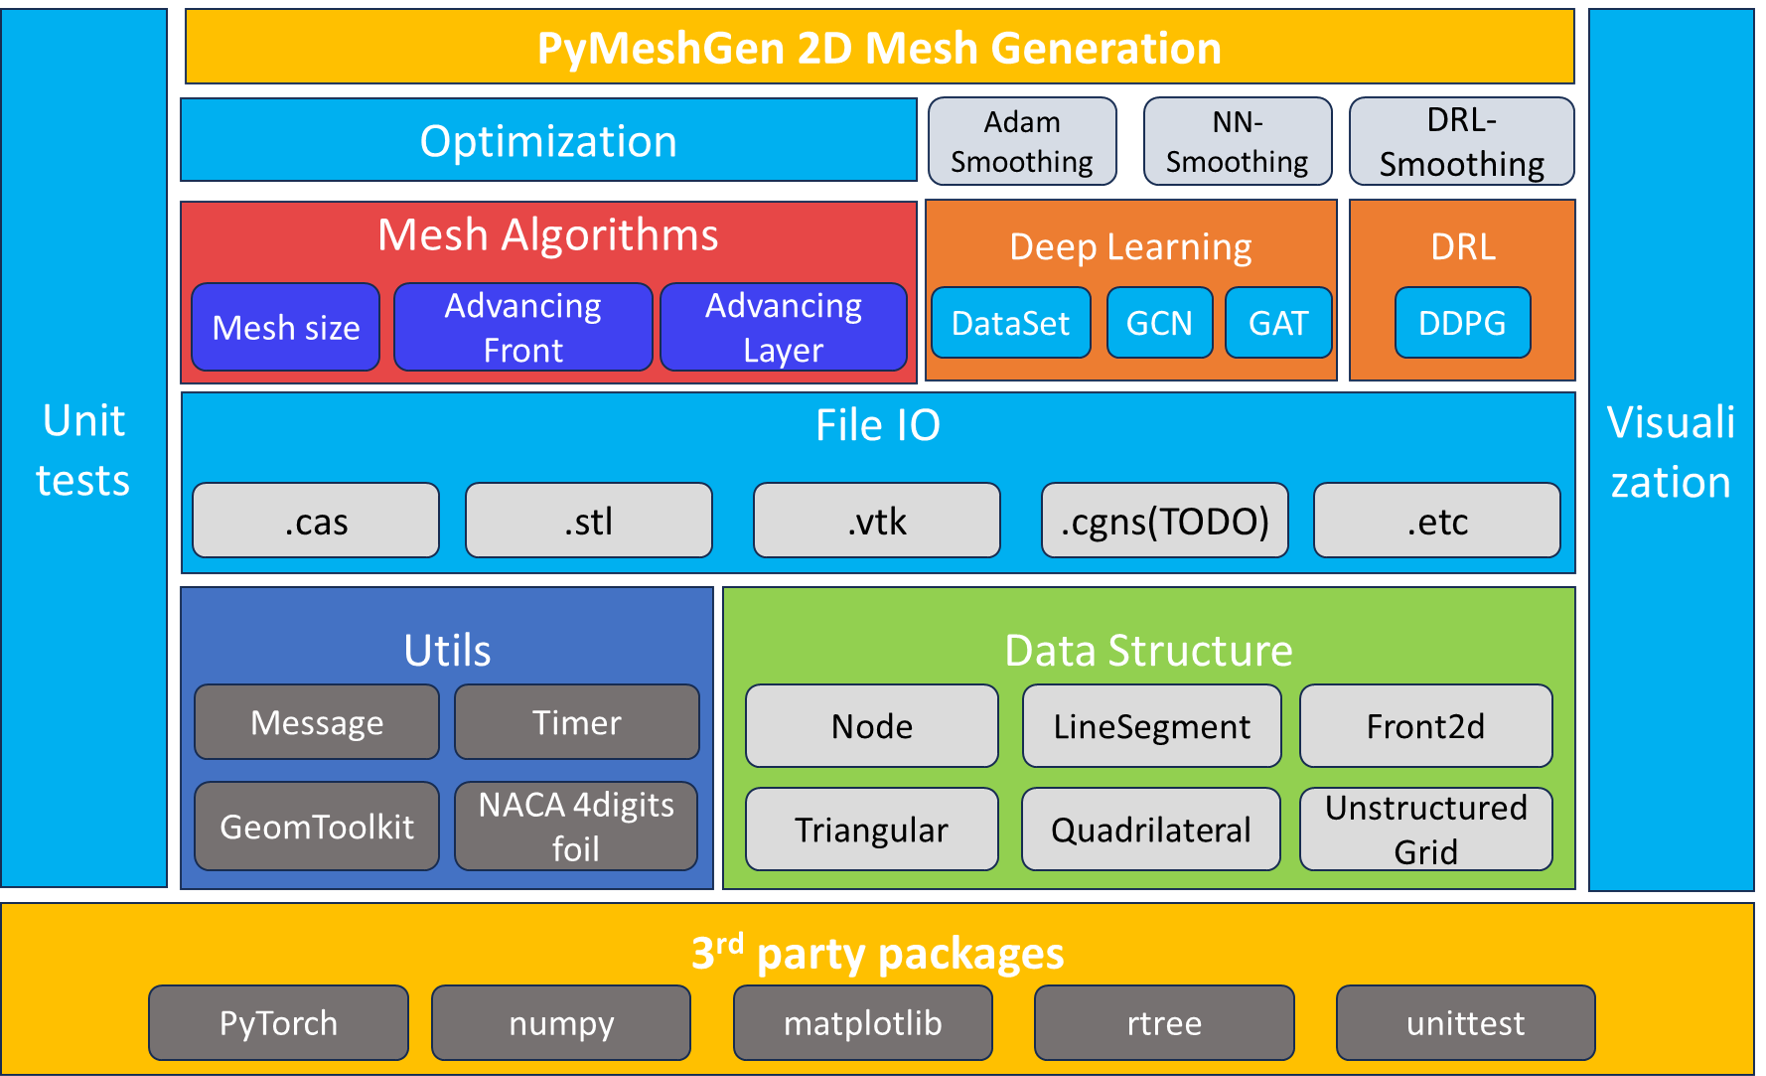 PyMeshGen 2D Mesh Generation
Unit
tests
Optimization
Adam
Smoothing
NN-
Smoothing
DRL-
Smoothing
Mesh Algorithms
Mesh size
Advancing
Front
Advancing
Layer
Deep Learning
DataSet
GCN
GAT
DRL
DDPG
File IO
.cas
.stl
.vtk
.cgns(TODO)
.etc
Visuali
zation
Utils
Message
Timer
GeomToolkit
NACA 4digits
foil
Data Structure
Node
LineSegment
Front2d
Triangular
Quadrilateral
Unstructured
Grid
3rd party packages
PyTorch
numpy
matplotlib
rtree
unittest